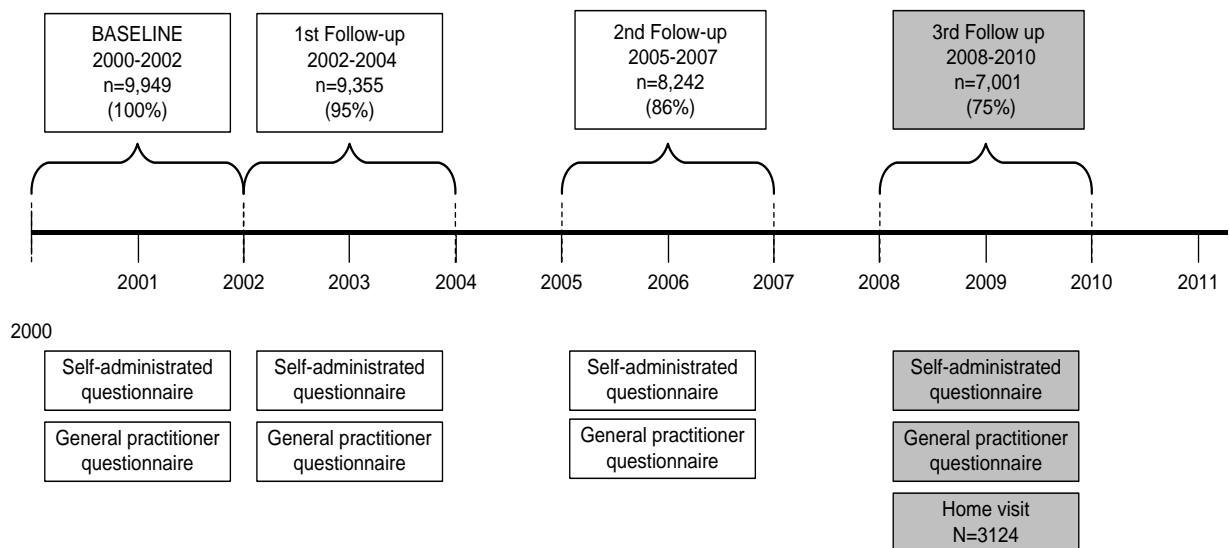 BASELINE
2000-2002
n=9,949
(100%)
1st Follow-up
2002-2004
n=9,355
(95%)
2nd Folow-up
2005-2007
n=8,242
(86%)
3rd Follow up
2008-2010
n=7,001
(75%)
2001
2002
2003
2004
2005
2006
2007
2008
2009
2010
2011
2000
Self-administrated
questionnaire
General practitioner
questionnaire
Self-administrated
questionnaire
General practitioner
questionnaire
Self-administrated
questionnaire
General practitioner
questionnaire
Self-administrated
questionnaire
General practitioner
questionnaire
Home visit
N=3124